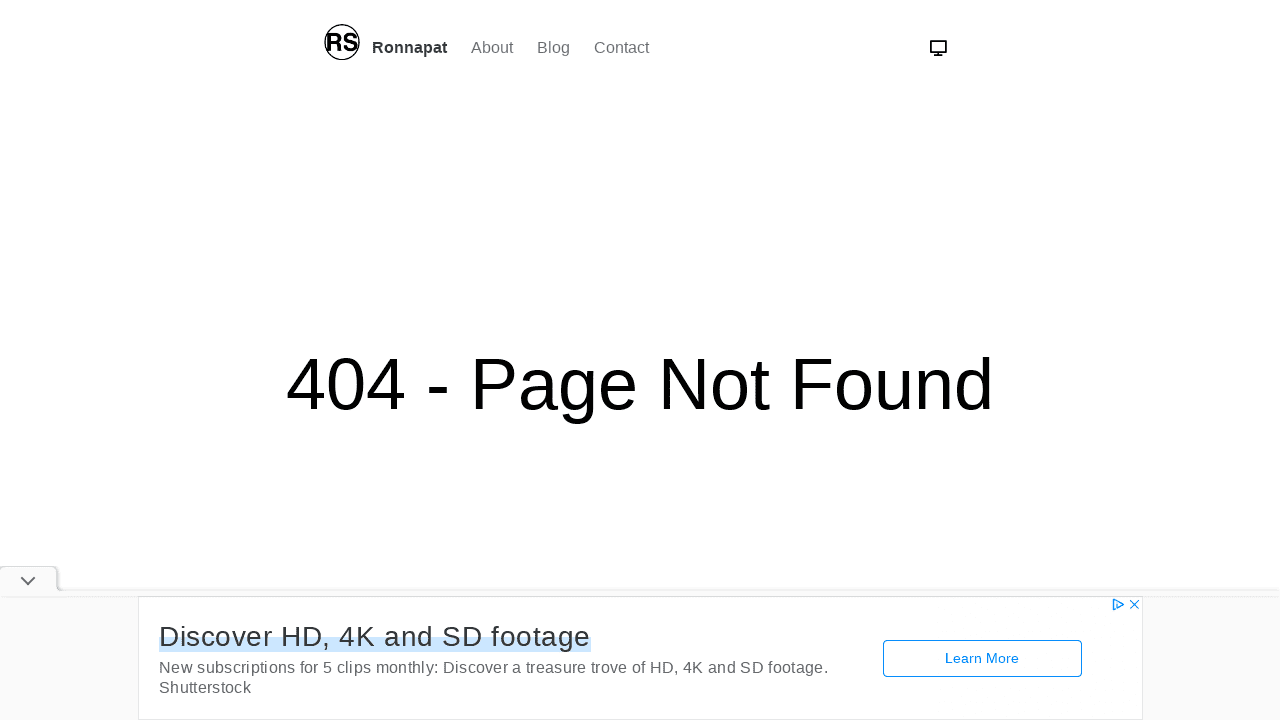 RS Ronnapat About Blog Contact
404 - Page Not Found
Discover HD, 4K and SD footage
New subscriptions for 5 clips monthly: Discover a treasure trove of HD, 4K and SD footage.
Shutterstock
Learn More